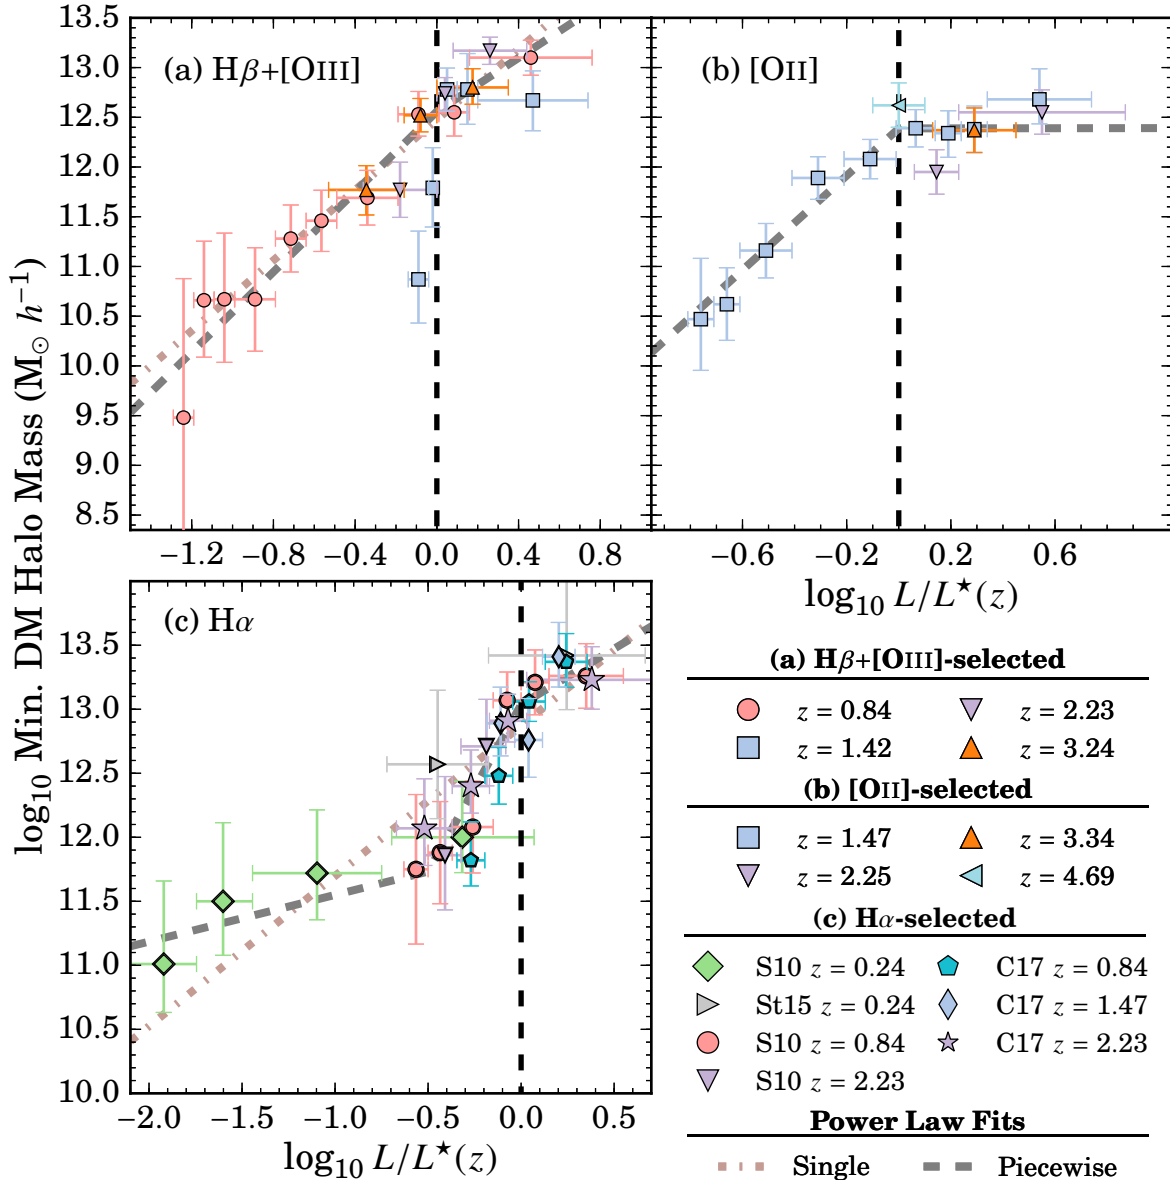 log₁₀ Min. DM Halo Mass (M⊙ h⁻¹)
(a) Hβ+[OIII]
13.5
13.0
12.5
12.0
11.5
11.0
10.5
10.0
9.5
9.0
8.5
−1.2 −0.8 −0.4 0.0 0.4 0.8
(b) [OII]
−0.6 −0.2 0.2 0.6
log₁₀ L/L★(z)
(c) Hα
13.5
13.0
12.5
12.0
11.5
11.0
10.5
10.0
−2.0 −1.5 −1.0 −0.5 0.0 0.5
log₁₀ L/L★(z)
(a) Hβ+[OIII]-selected
z = 0.84 z = 2.23
z = 1.42 z = 3.24
(b) [OII]-selected
z = 1.47 z = 3.34
z = 2.25 z = 4.69
(c) Hα-selected
S10 z = 0.24 C17 z = 0.84
St15 z = 0.24 C17 z = 1.47
S10 z = 0.84 C17 z = 2.23
S10 z = 2.23
Power Law Fits
Single Piecewise